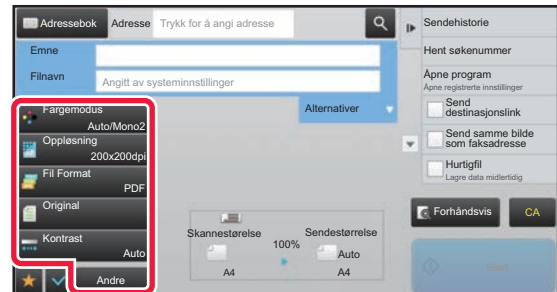 Adressebok
Adresse
Trykk for å angi adresse
Emne
Filnavn
Angitt av systeminnstillinger
Alternativer
Fargemodus
Auto/Mono2
Oppløsning
200x200dpi
Fil Format
PDF
Original
Kontrast
Auto
Andre
Skannestørelse
A4
100%
Sendestørrelse
Auto
A4
Sendehistorie
Hent søkenummer
Åpne program
Åpne registrerte innstillinger
Send
destinasjonslink
Send samme bilde
som faksadresse
Hurtigfil
Lagre data midlertidig
Forhåndsvis
CA
Start